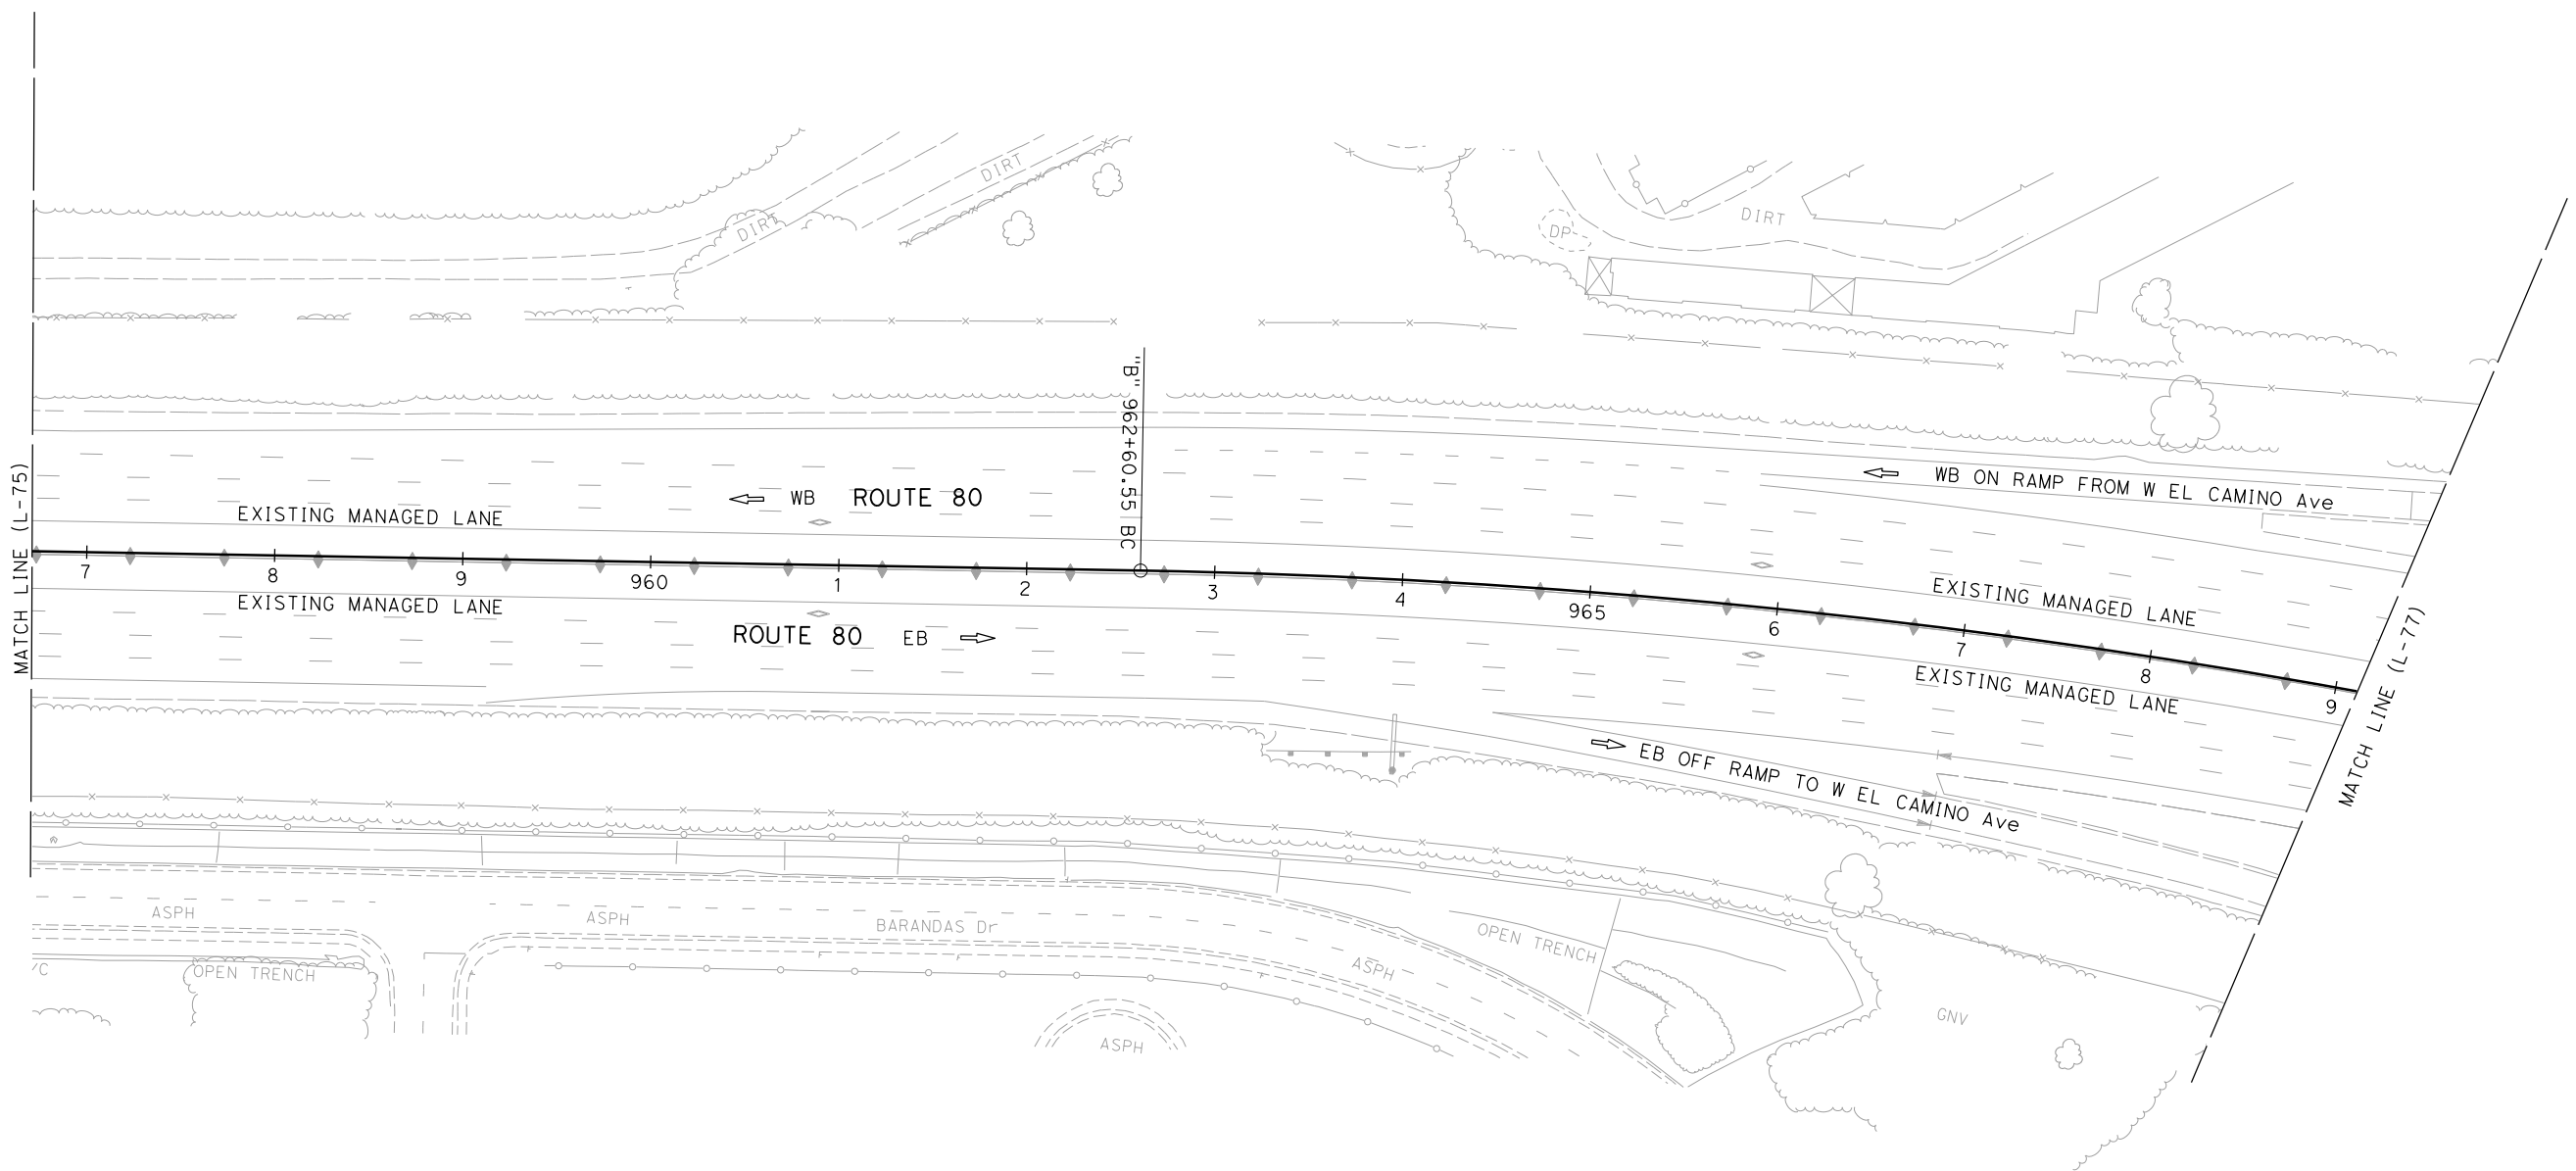 DIRT
DIRT
DIRT
DP
"B" 962+60.55 BC
MATCH LINE (L-75)
WB ROUTE 80
WB ON RAMP FROM W EL CAMINO Ave
EXISTING MANAGED LANE
EXISTING MANAGED LANE
7 8 9 960 1 2 3 4 965 6 7 8 9
EXISTING MANAGED LANE
EXISTING MANAGED LANE
ROUTE 80 EB
EB OFF RAMP TO W EL CAMINO Ave
MATCH LINE (L-77)
ASPH
ASPH
BARANDAS Dr
ASPH
OPEN TRENCH
OPEN TRENCH
GNV
ASPH